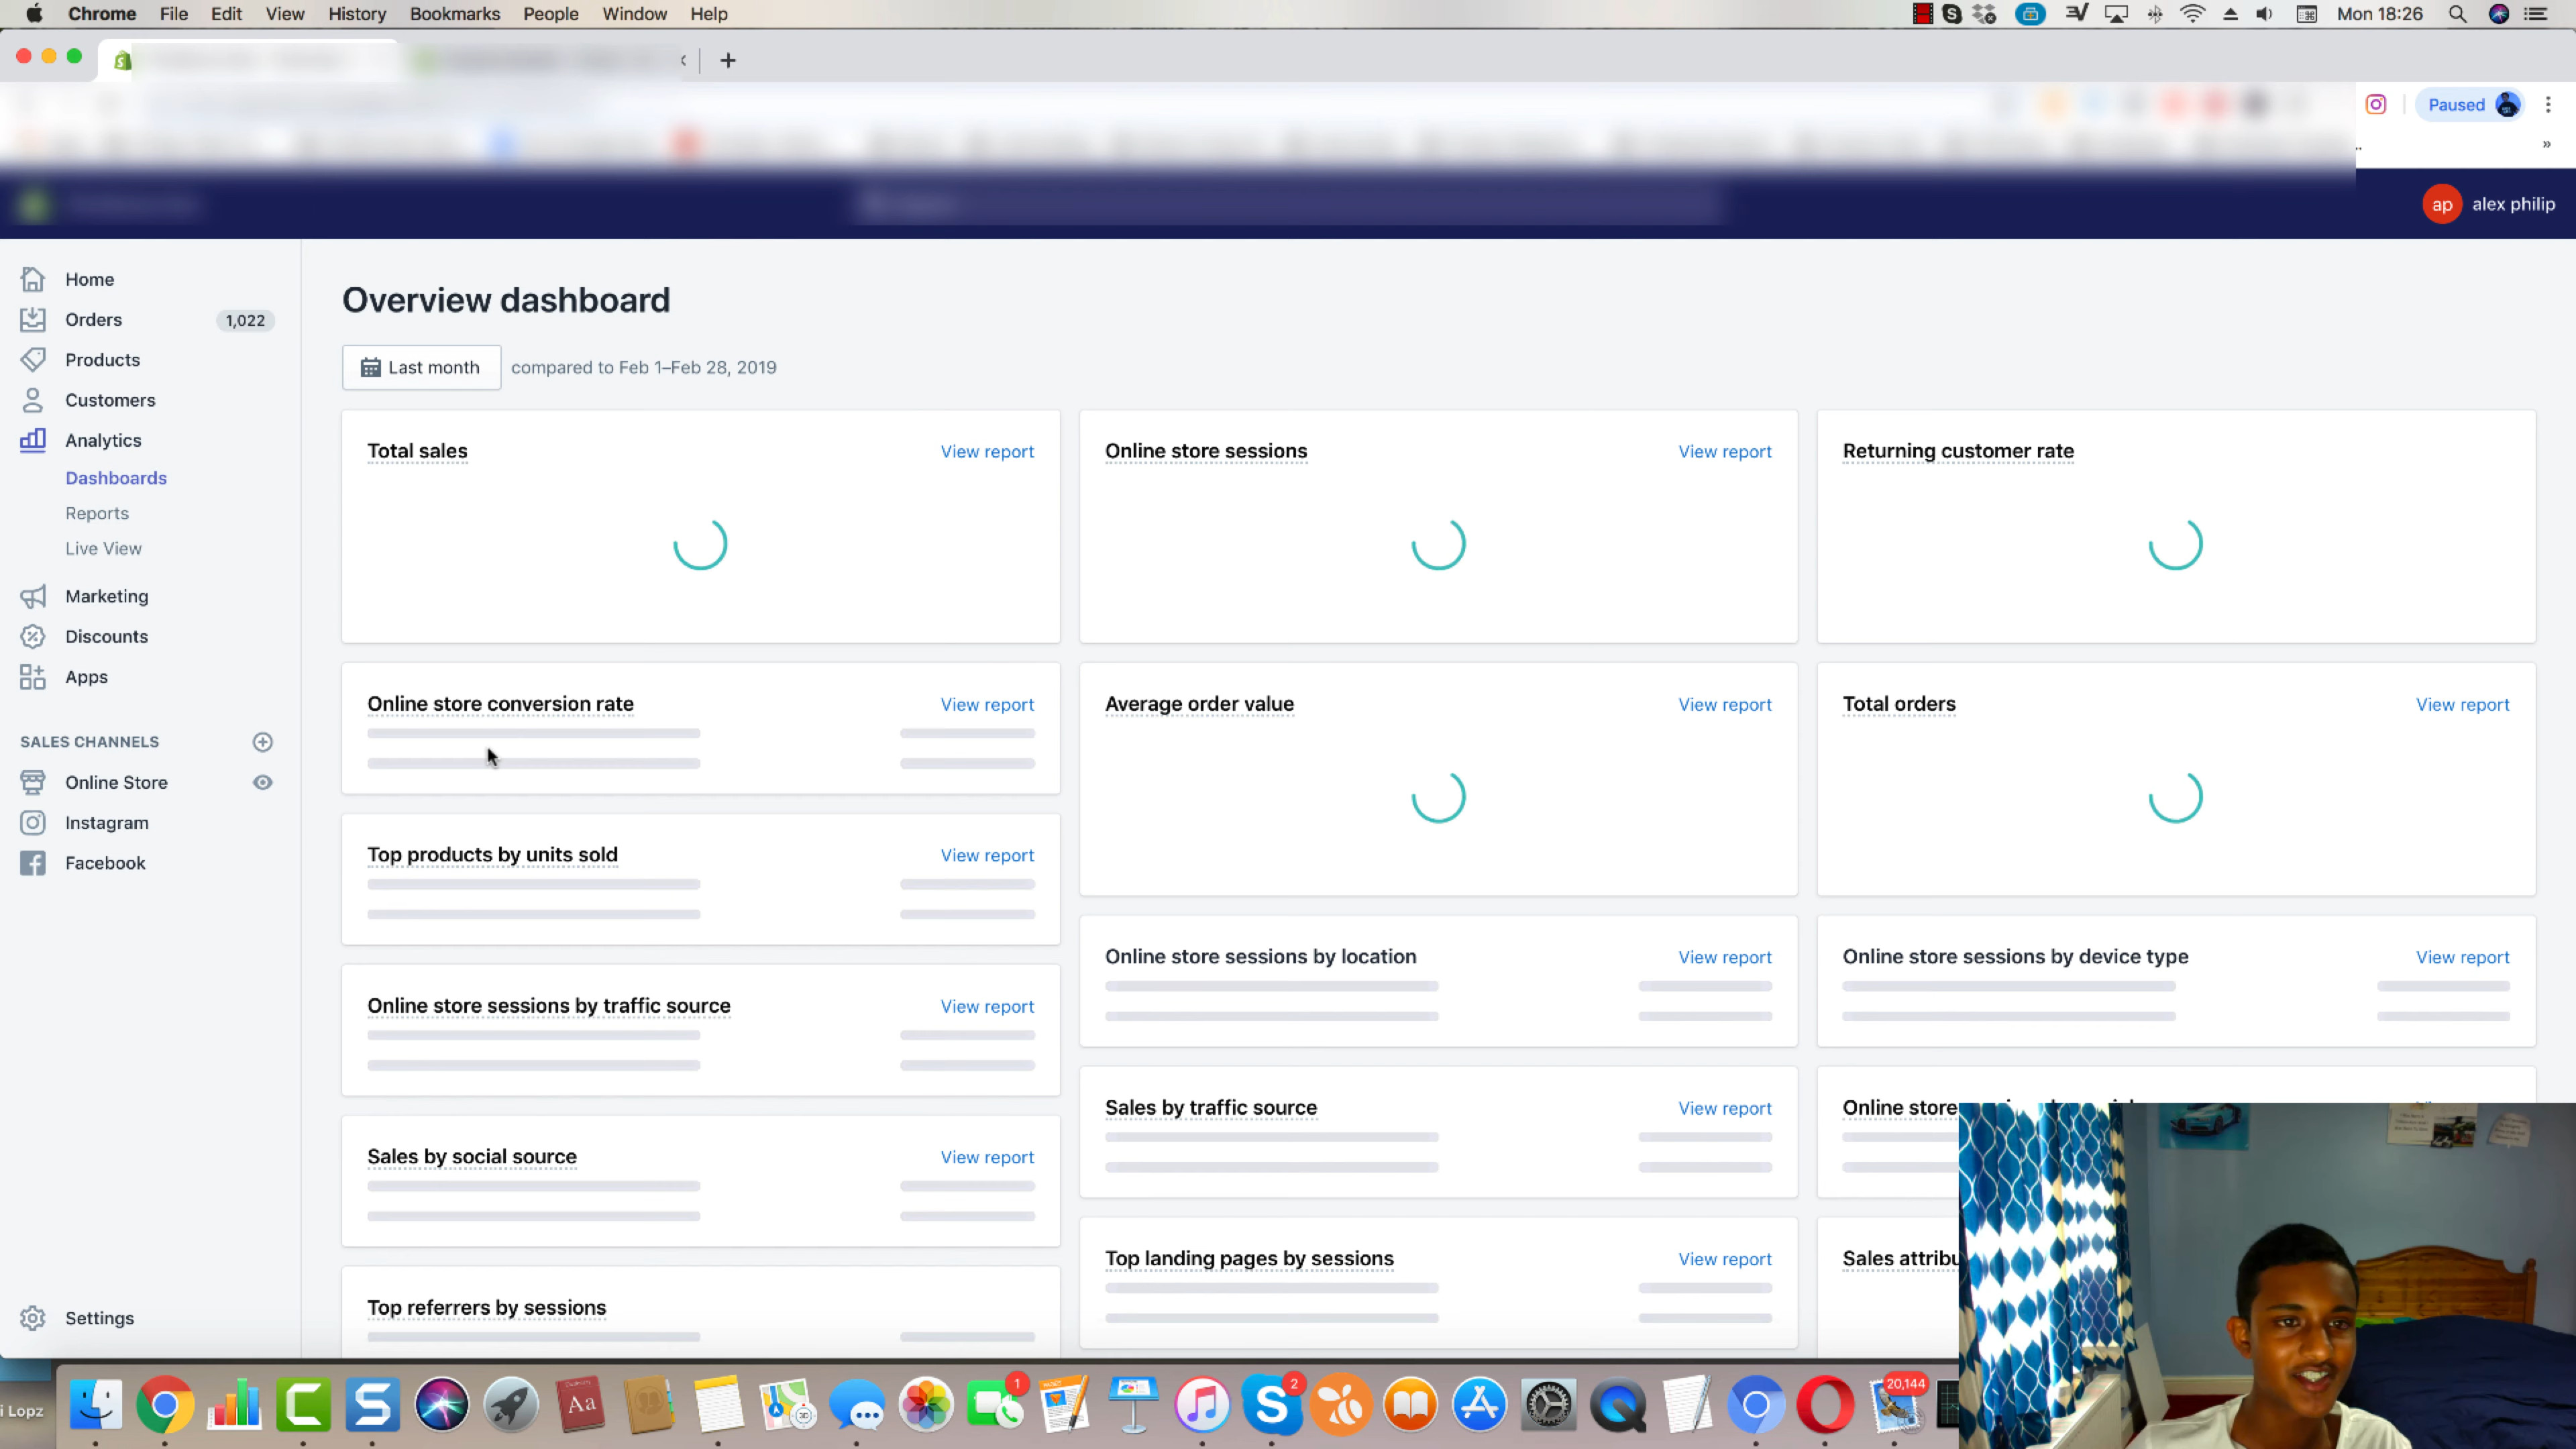 Chrome File Edit View History Bookmarks People Window Help
Mon 18:26
Paused
»
ap alex philip
Home
Orders 1,022
Products
Customers
Analytics
Dashboards
Reports
Live View
Marketing
Discounts
Apps
SALES CHANNELS
Online Store
Instagram
Facebook
Settings
Overview dashboard
Last month compared to Feb 1–Feb 28, 2019
Total sales View report
Online store sessions View report
Returning customer rate
Online store conversion rate View report
Average order value View report
Total orders View report
Top products by units sold View report
Online store sessions by location View report
Online store sessions by device type View report
Online store sessions by traffic source View report
Sales by traffic source View report
Online store
Sales by social source View report
Top landing pages by sessions View report
Sales attribu
Top referrers by sessions
i Lopz
Aa
1
2
20,144